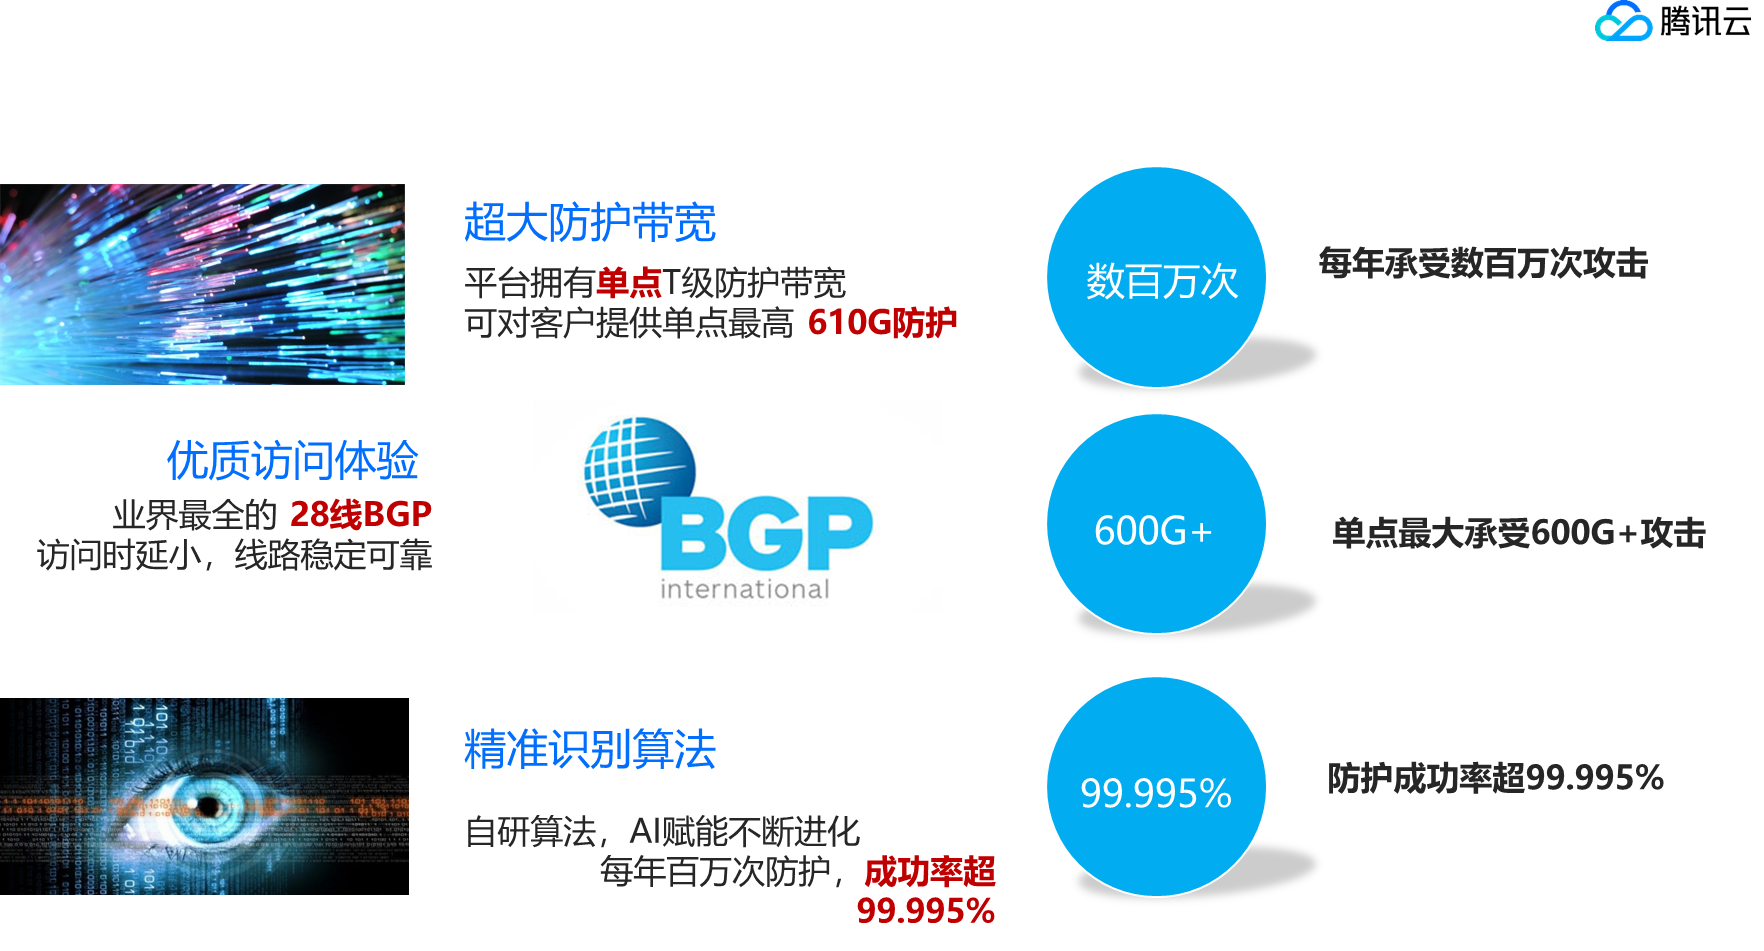 腾讯云
超大防护带宽
平台拥有单点T级防护带宽
可对客户提供单点最高 610G防护
数百万次
每年承受数百万次攻击
优质访问体验
业界最全的 28线BGP
访问时延小，线路稳定可靠
BGP
international
600G+
单点最大承受600G+攻击
精准识别算法
自研算法，AI赋能不断进化
每年百万次防护，成功率超
99.995%
99.995%
防护成功率超99.995%